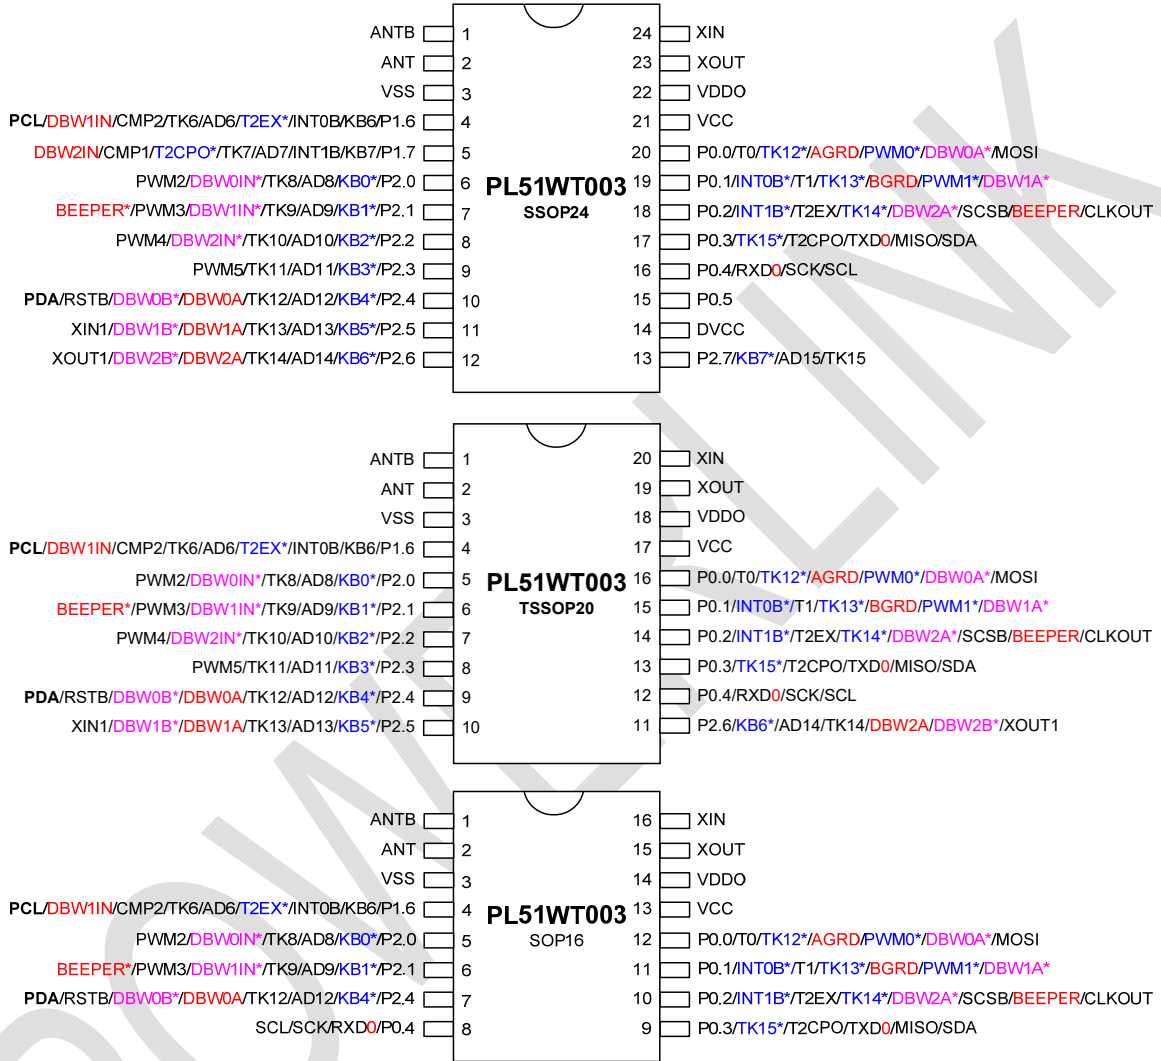 ANTB 1 24 XIN
ANT 2 23 XOUT
VSS 3 22 VDDO
PCL/DBW1IN/CMP2/TK6/AD6/T2EX*/INT0B/KB6/P1.6 4 21 VCC
DBW2IN/CMP1/T2CPO*/TK7/AD7/INT1B/KB7/P1.7 5 20 P0.0/T0/TK12*/AGRD/PWM0*/DBW0A*/MOSI
PWM2/DBW0IN*/TK8/AD8/KB0*/P2.0 6 PL51WT003 19 P0.1/INT0B*/T1/TK13*/BGRD/PWM1*/DBW1A*
BEEPER*/PWM3/DBW1IN*/TK9/AD9/KB1*/P2.1 7 SSOP24 18 P0.2/INT1B*/T2EX/TK14*/DBW2A*/SCSB/BEEPER/CLKOUT
PWM4/DBW2IN*/TK10/AD10/KB2*/P2.2 8 17 P0.3/TK15*/T2CPO/TXD0/MISO/SDA
PWM5/TK11/AD11/KB3*/P2.3 9 16 P0.4/RXD0/SCK/SCL
PDA/RSTB/DBW0B*/DBW0A/TK12/AD12/KB4*/P2.4 10 15 P0.5
XIN1/DBW1B*/DBW1A/TK13/AD13/KB5*/P2.5 11 14 DVCC
XOUT1/DBW2B*/DBW2A/TK14/AD14/KB6*/P2.6 12 13 P2.7/KB7*/AD15/TK15
ANTB 1 20 XIN
ANT 2 19 XOUT
VSS 3 18 VDDO
PCL/DBW1IN/CMP2/TK6/AD6/T2EX*/INT0B/KB6/P1.6 4 17 VCC
PWM2/DBW0IN*/TK8/AD8/KB0*/P2.0 5 PL51WT003 16 P0.0/T0/TK12*/AGRD/PWM0*/DBW0A*/MOSI
BEEPER*/PWM3/DBW1IN*/TK9/AD9/KB1*/P2.1 6 TSSOP20 15 P0.1/INT0B*/T1/TK13*/BGRD/PWM1*/DBW1A*
PWM4/DBW2IN*/TK10/AD10/KB2*/P2.2 7 14 P0.2/INT1B*/T2EX/TK14*/DBW2A*/SCSB/BEEPER/CLKOUT
PWM5/TK11/AD11/KB3*/P2.3 8 13 P0.3/TK15*/T2CPO/TXD0/MISO/SDA
PDA/RSTB/DBW0B*/DBW0A/TK12/AD12/KB4*/P2.4 9 12 P0.4/RXD0/SCK/SCL
XIN1/DBW1B*/DBW1A/TK13/AD13/KB5*/P2.5 10 11 P2.6/KB6*/AD14/TK14/DBW2A/DBW2B*/XOUT1
ANTB 1 16 XIN
ANT 2 15 XOUT
VSS 3 14 VDDO
PCL/DBW1IN/CMP2/TK6/AD6/T2EX*/INT0B/KB6/P1.6 4 PL51WT003 13 VCC
PWM2/DBW0IN*/TK8/AD8/KB0*/P2.0 5 SOP16 12 P0.0/T0/TK12*/AGRD/PWM0*/DBW0A*/MOSI
BEEPER*/PWM3/DBW1IN*/TK9/AD9/KB1*/P2.1 6 11 P0.1/INT0B*/T1/TK13*/BGRD/PWM1*/DBW1A*
PDA/RSTB/DBW0B*/DBW0A/TK12/AD12/KB4*/P2.4 7 10 P0.2/INT1B*/T2EX/TK14*/DBW2A*/SCSB/BEEPER/CLKOUT
SCL/SCK/RXD0/P0.4 8 9 P0.3/TK15*/T2CPO/TXD0/MISO/SDA
POWERLINK